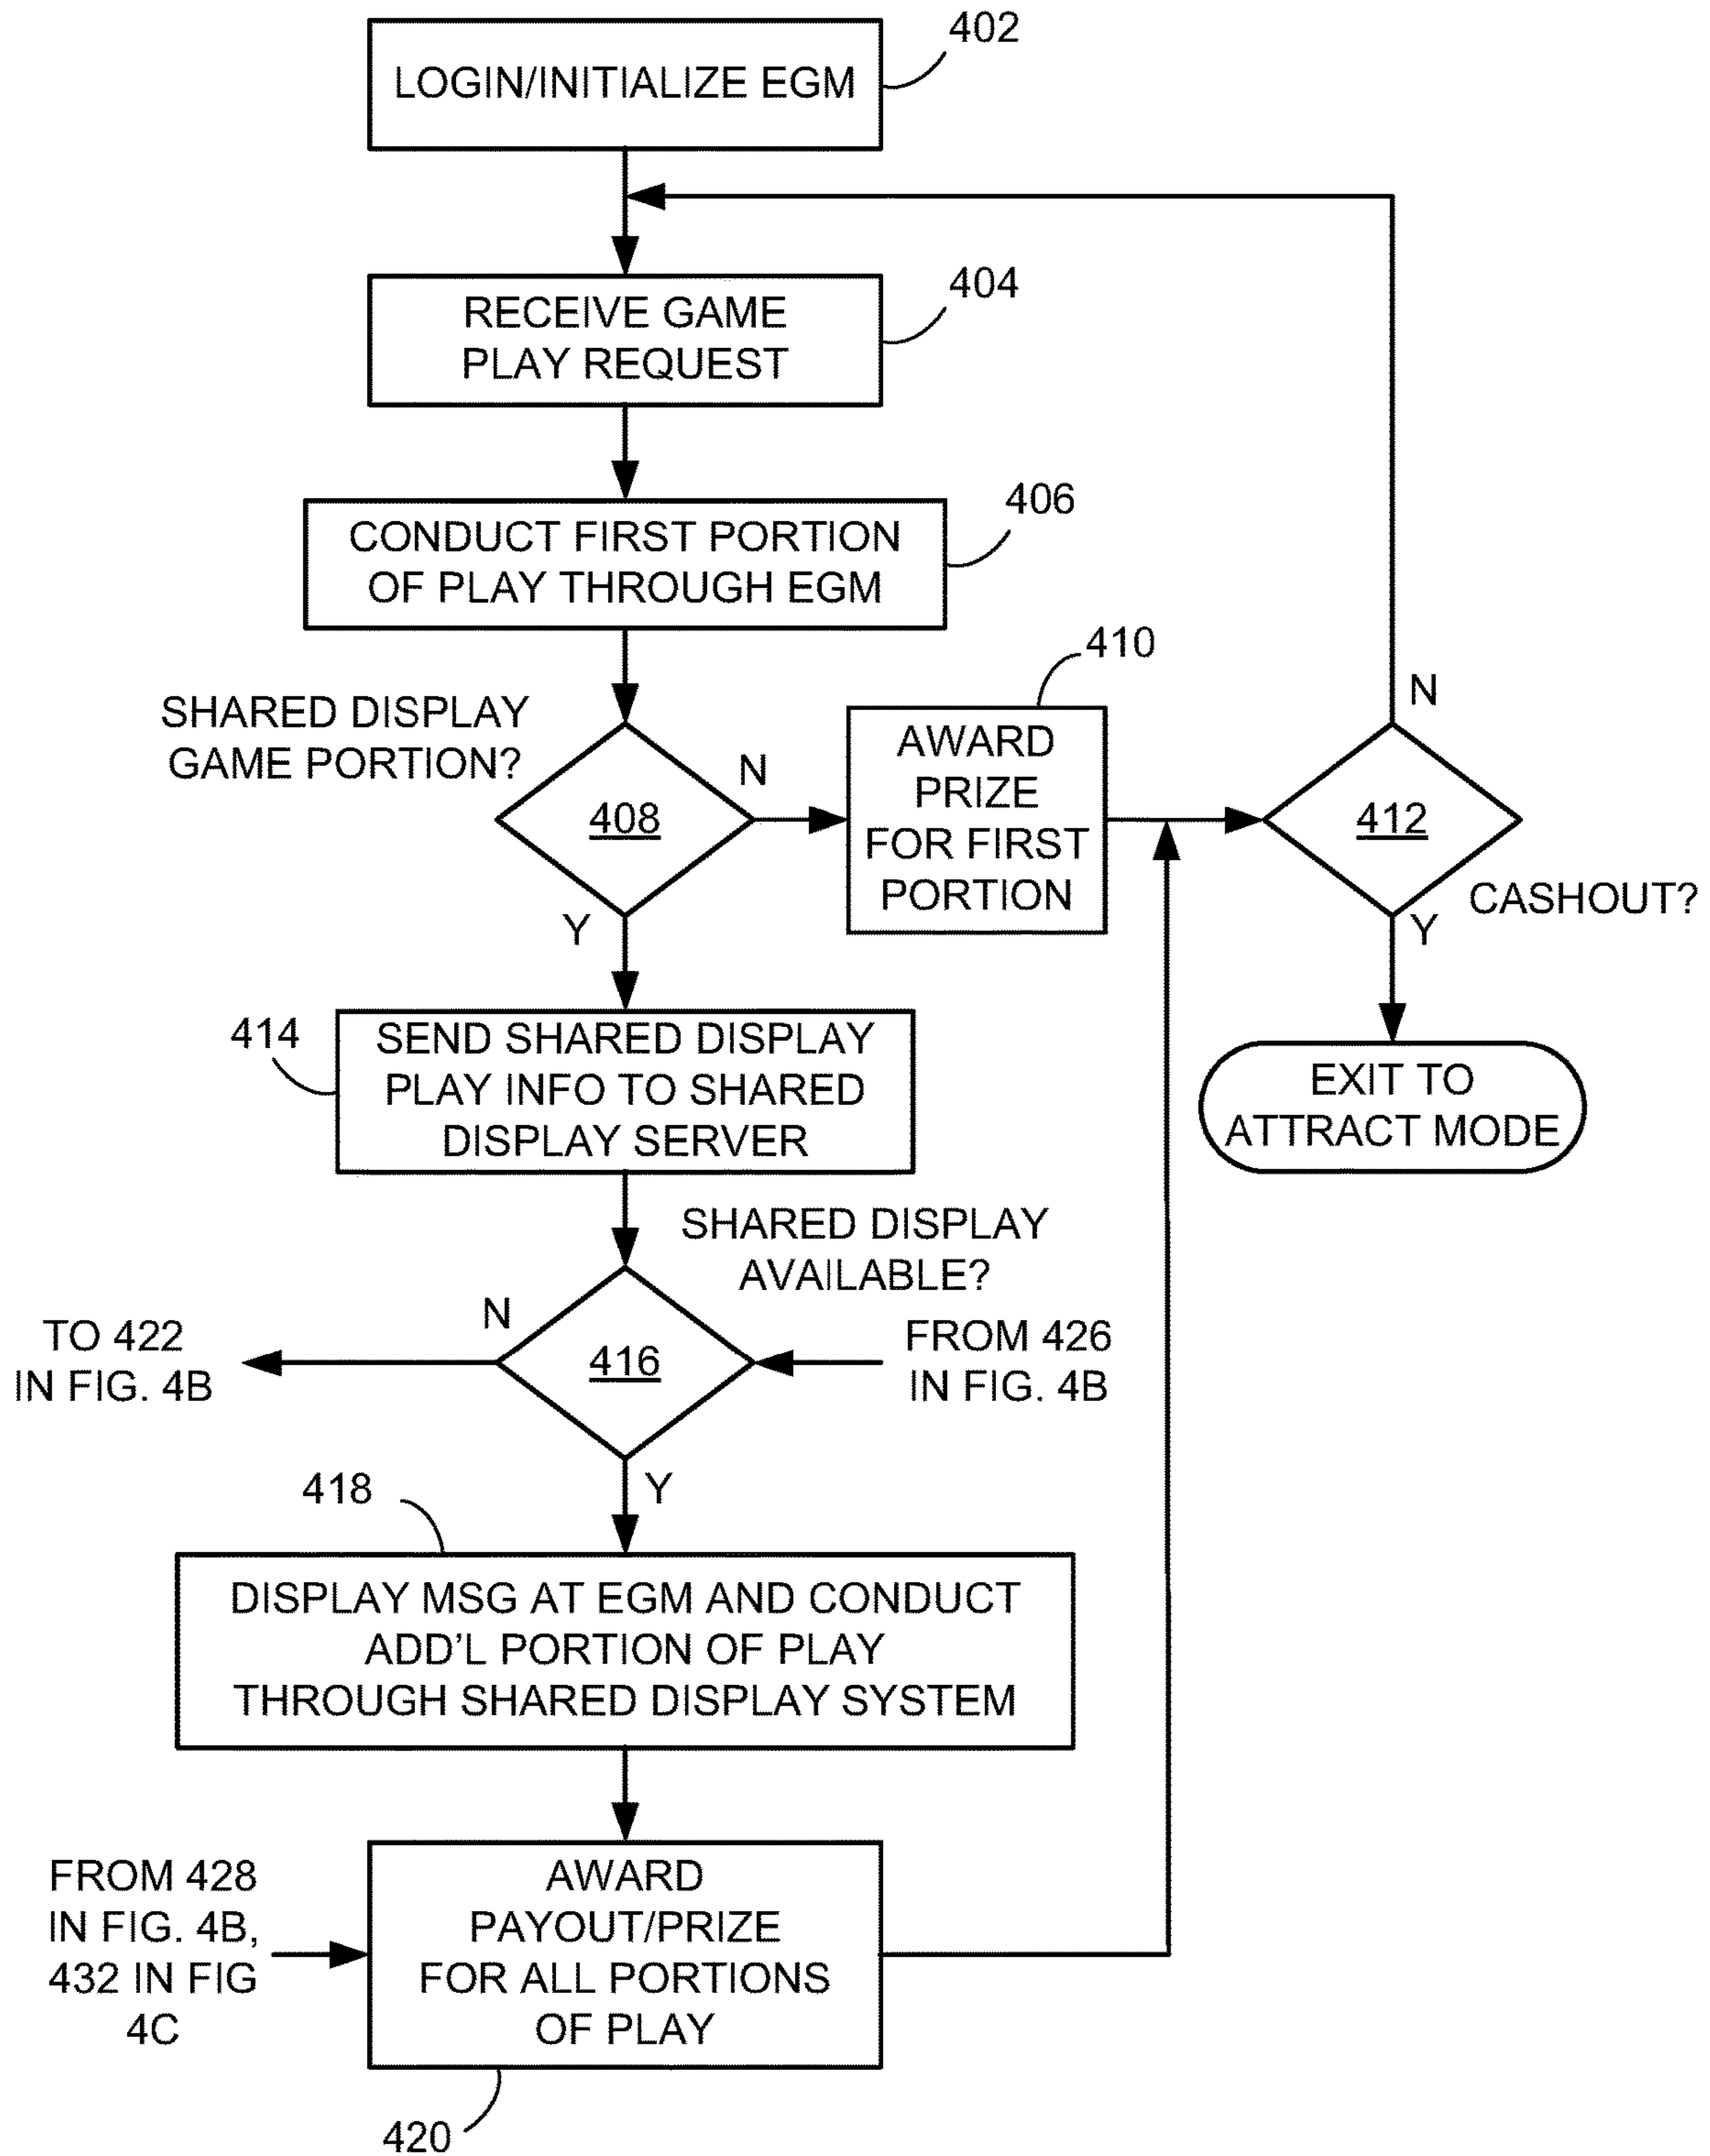 402
LOGIN/INITIALIZE EGM
404
RECEIVE GAME
PLAY REQUEST
406
CONDUCT FIRST PORTION
OF PLAY THROUGH EGM
SHARED DISPLAY
GAME PORTION?
408
N
Y
410
AWARD
PRIZE
FOR FIRST
PORTION
N
412
CASHOUT?
Y
EXIT TO
ATTRACT MODE
414
SEND SHARED DISPLAY
PLAY INFO TO SHARED
DISPLAY SERVER
SHARED DISPLAY
AVAILABLE?
N
416
TO 422
IN FIG. 4B
FROM 426
IN FIG. 4B
Y
418
DISPLAY MSG AT EGM AND CONDUCT
ADD'L PORTION OF PLAY
THROUGH SHARED DISPLAY SYSTEM
FROM 428
IN FIG. 4B,
432 IN FIG
4C
AWARD
PAYOUT/PRIZE
FOR ALL PORTIONS
OF PLAY
420